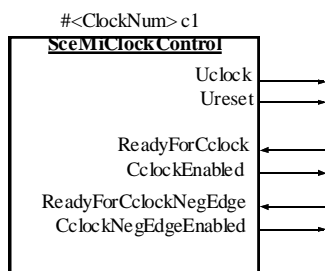 #<ClockNum> c1
SceMiClockControl
Uclock
Ureset
ReadyForCclock
CclockEnabled
ReadyForCclockNegEdge
CclockNegEdgeEnabled